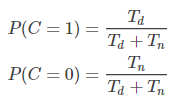 P(C = 1) = T_d / (T_d + T_n)
P(C = 0) = T_n / (T_d + T_n)